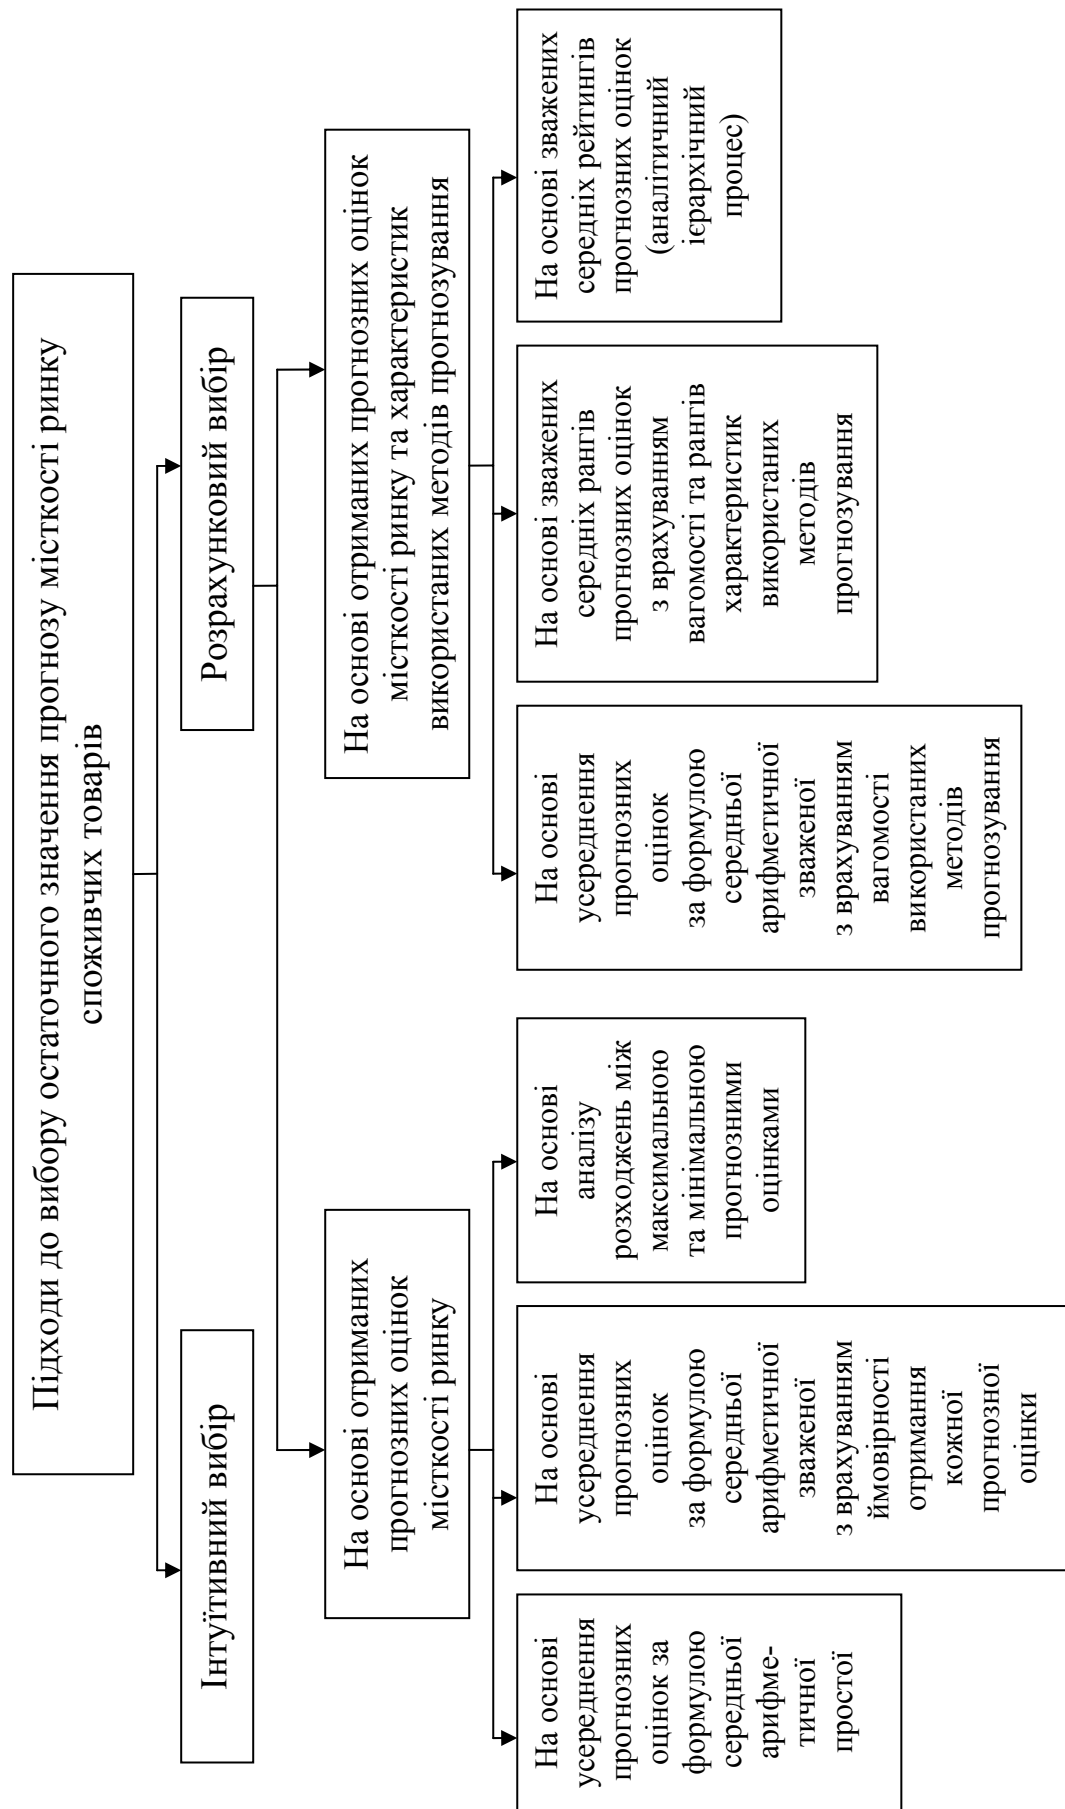 Підходи до вибору остаточного значення прогнозу місткості ринку
споживчих товарів
Інтуїтивний вибір
Розрахунковий вибір
На основі отриманих
прогнозних оцінок
місткості ринку
На основі отриманих прогнозних оцінок
місткості ринку та характеристик
використаних методів прогнозування
На основі
усереднення
прогнозних
оцінок за
формулою
середньої
арифме-
тичної
простої
На основі
усереднення
прогнозних
оцінок
за формулою
середньої
арифметичної
зваженої
з врахуванням
ймовірності
отримання
кожної
прогнозної
оцінки
На основі
аналізу
розходжень між
максимальною
та мінімальною
прогнозними
оцінками
На основі
усереднення
прогнозних
оцінок
за формулою
середньої
арифметичної
зваженої
з врахуванням
вагомості
використаних
методів
прогнозування
На основі зважених
середніх рангів
прогнозних оцінок
з врахуванням
вагомості та рангів
характеристик
використаних
методів
прогнозування
На основі зважених
середніх рейтингів
прогнозних оцінок
(аналітичний
ієрархічний
процес)